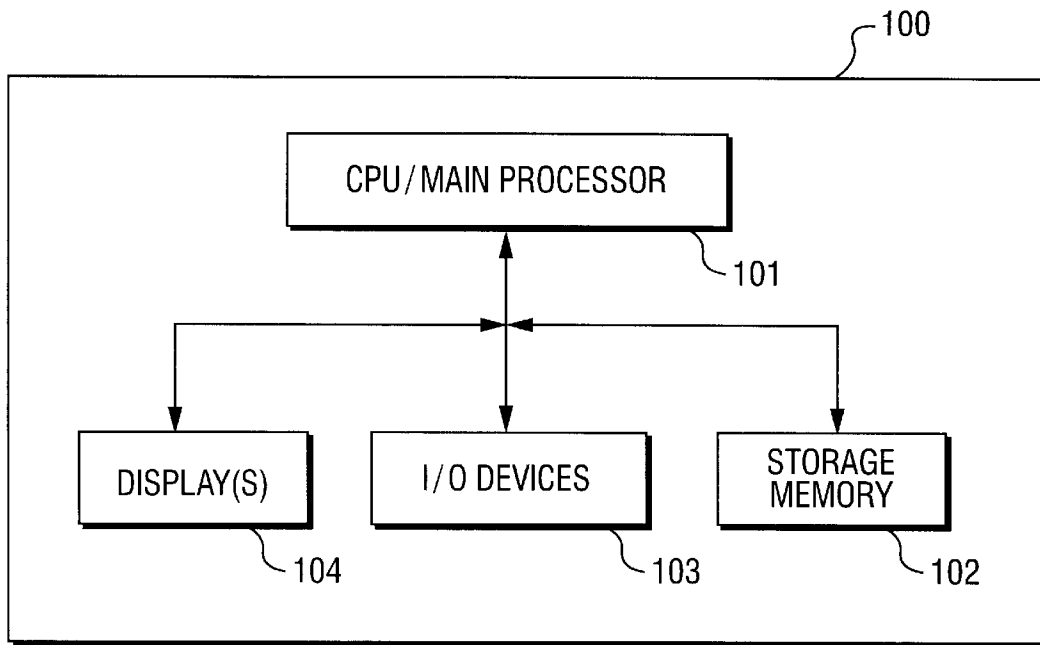 100
CPU/MAIN PROCESSOR
101
DISPLAY(S)
I/O DEVICES
STORAGE
MEMORY
104
103
102